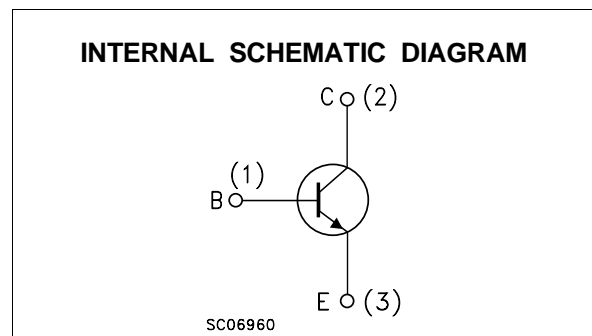 INTERNAL SCHEMATIC DIAGRAM
C (2)
(1)
B
E (3)
SC06960